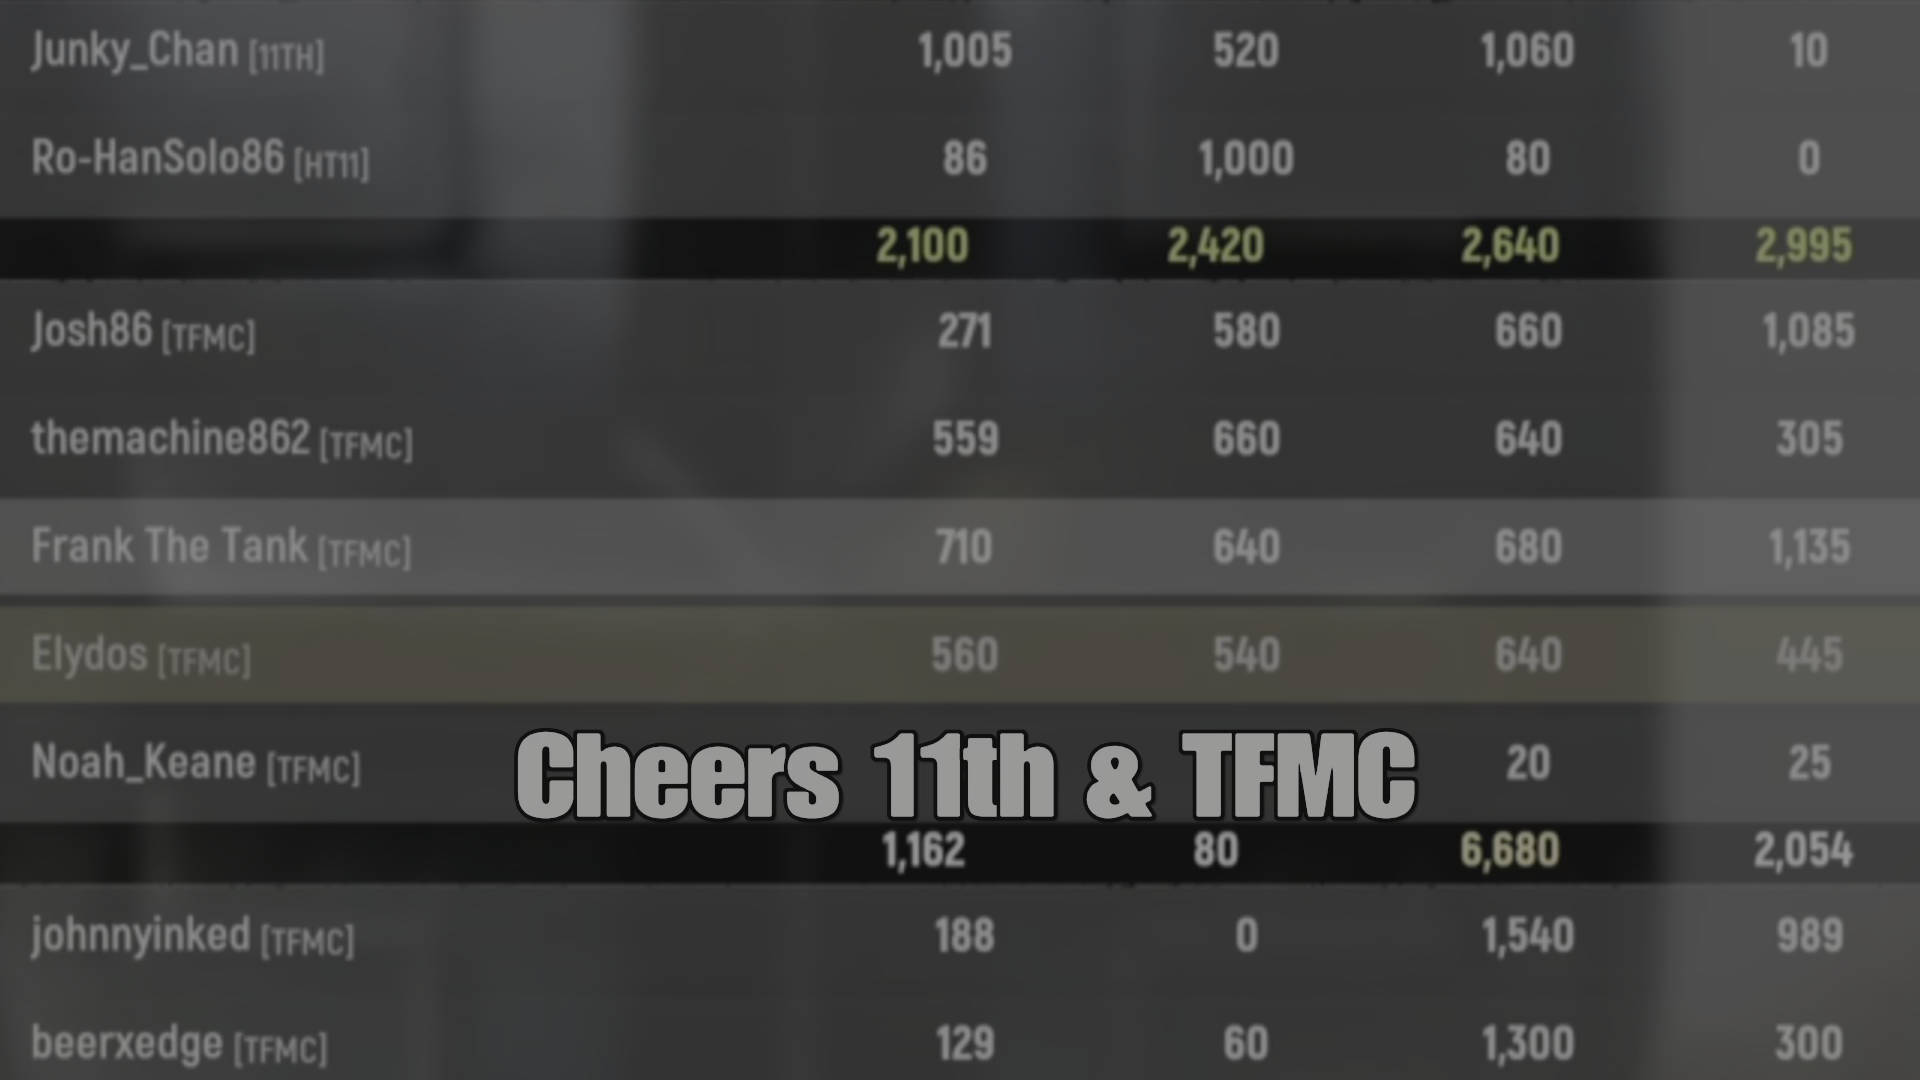 Junky_Chan [11TH] 1,005 520 1,060 10
Ro-HanSolo86 [HT11] 86 1,000 80 0
2,100 2,420 2,640 2,995
Josh86 [TFMC] 271 580 660 1,085
themachine862 [TFMC] 559 660 640 305
Frank The Tank [TFMC] 710 640 680 1,135
Elydos [TFMC] 560 540 640 445
Noah_Keane [TFMC] 20 25
Cheers 11th & TFMC
1,162 80 6,680 2,054
johnnyinked [TFMC] 188 0 1,540 989
beerxedge [TFMC] 129 60 1,300 300